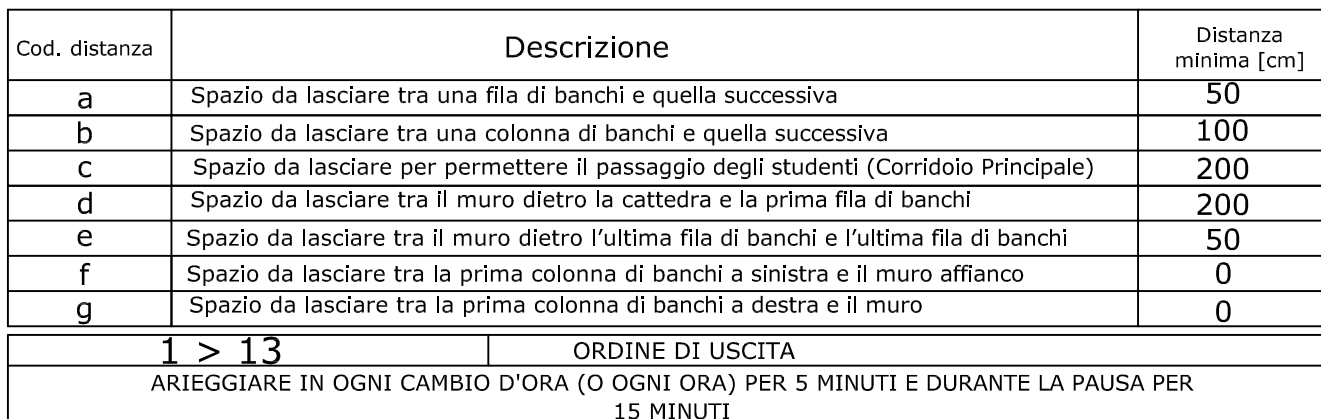 Cod. distanza Descrizione Distanza minima [cm]
a Spazio da lasciare tra una fila di banchi e quella successiva 50
b Spazio da lasciare tra una colonna di banchi e quella successiva 100
c Spazio da lasciare per permettere il passaggio degli studenti (Corridoio Principale) 200
d Spazio da lasciare tra il muro dietro la cattedra e la prima fila di banchi 200
e Spazio da lasciare tra il muro dietro l'ultima fila di banchi e l'ultima fila di banchi 50
f Spazio da lasciare tra la prima colonna di banchi a sinistra e il muro affianco 0
g Spazio da lasciare tra la prima colonna di banchi a destra e il muro 0
1 > 13 ORDINE DI USCITA
ARIEGGIARE IN OGNI CAMBIO D'ORA (O OGNI ORA) PER 5 MINUTI E DURANTE LA PAUSA PER
15 MINUTI